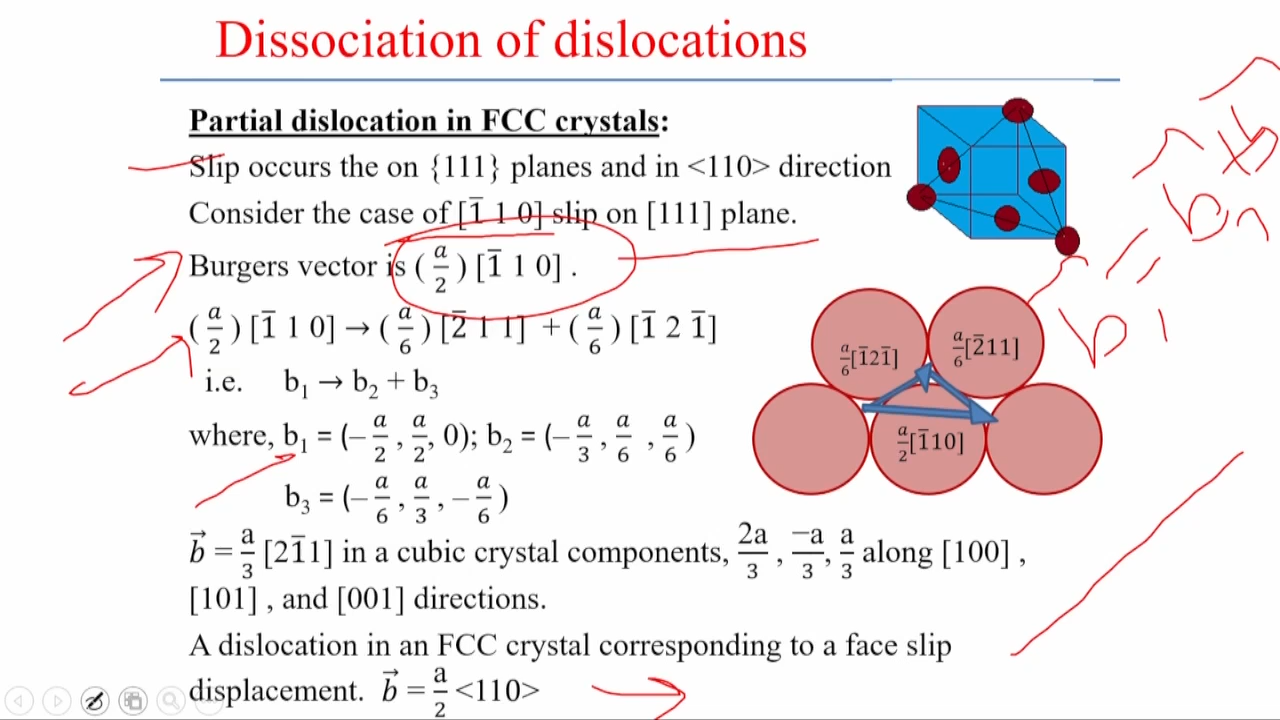 Dissociation of dislocations
Partial dislocation in FCC crystals:
Slip occurs the on {111} planes and in <110> direction
Consider the case of [1̅ 1 0] slip on [111] plane.
Burgers vector is (a/2)[1̅ 1 0] .
(a/2)[1̅ 1 0] → (a/6)[2̅ 1 1] + (a/6)[1̅ 2 1̅]
i.e. b₁ → b₂ + b₃
where, b₁ = (−a/2, a/2, 0); b₂ = (−a/3, a/6, a/6)
b₃ = (−a/6, a/3, −a/6)
b⃗ = a/3 [21̅1] in a cubic crystal components, 2a/3, −a/3, a/3 along [100] ,
[101] , and [001] directions.
A dislocation in an FCC crystal corresponding to a face slip
displacement. b⃗ = a/2 <110>
a/6[1̅21̅]
a/6[2̅11]
a/2[1̅10]